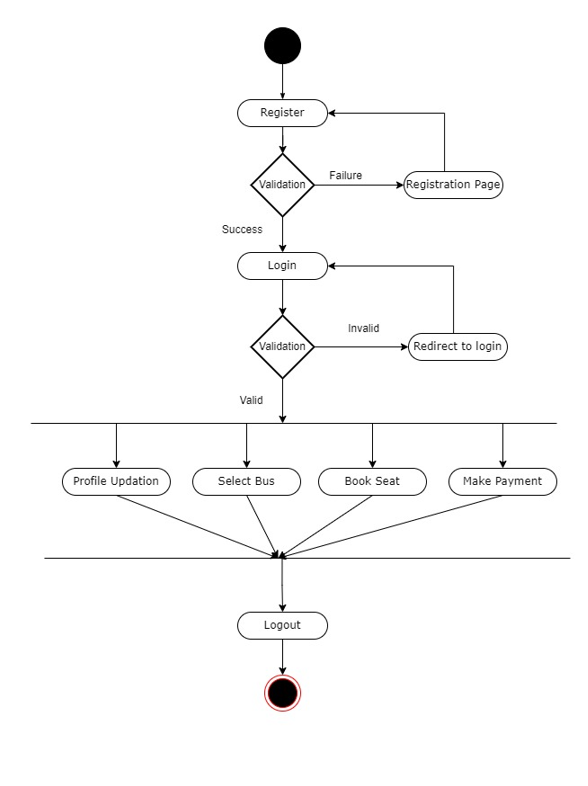 Register
Validation
Failure
Registration Page
Success
Login
Validation
Invalid
Redirect to login
Valid
Profile Updation
Select Bus
Book Seat
Make Payment
Logout